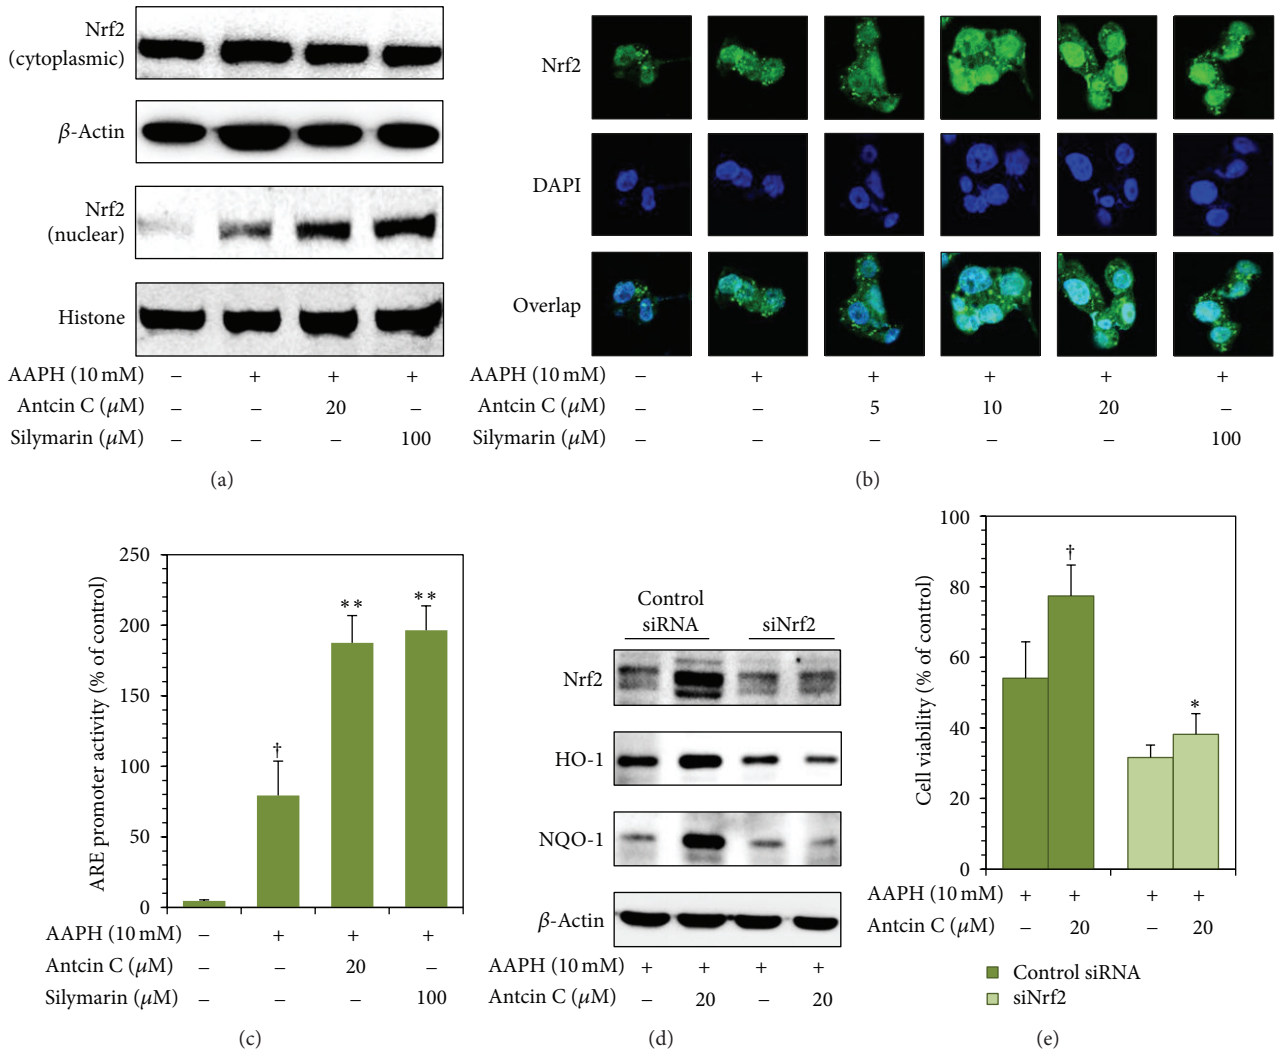 Nrf2
(cytoplasmic)
β-Actin
Nrf2
(nuclear)
Histone
AAPH (10 mM) – + + +
Antcin C (μM) – – 20 –
Silymarin (μM) – – – 100
(a)
Nrf2
DAPI
Overlap
AAPH (10 mM) – + + + + +
Antcin C (μM) – – 5 10 20 –
Silymarin (μM) – – – – – 100
(b)
ARE promoter activity (% of control)
250
200
150
100
50
0
†
**
**
AAPH (10 mM) – + + +
Antcin C (μM) – – 20 –
Silymarin (μM) – – – 100
(c)
Control
siRNA siNrf2
Nrf2
HO-1
NQO-1
β-Actin
AAPH (10 mM) + + + +
Antcin C (μM) – 20 – 20
(d)
Cell viability (% of control)
100
80
60
40
20
0
†
*
AAPH (10 mM) + + + +
Antcin C (μM) – 20 – 20
Control siRNA
siNrf2
(e)